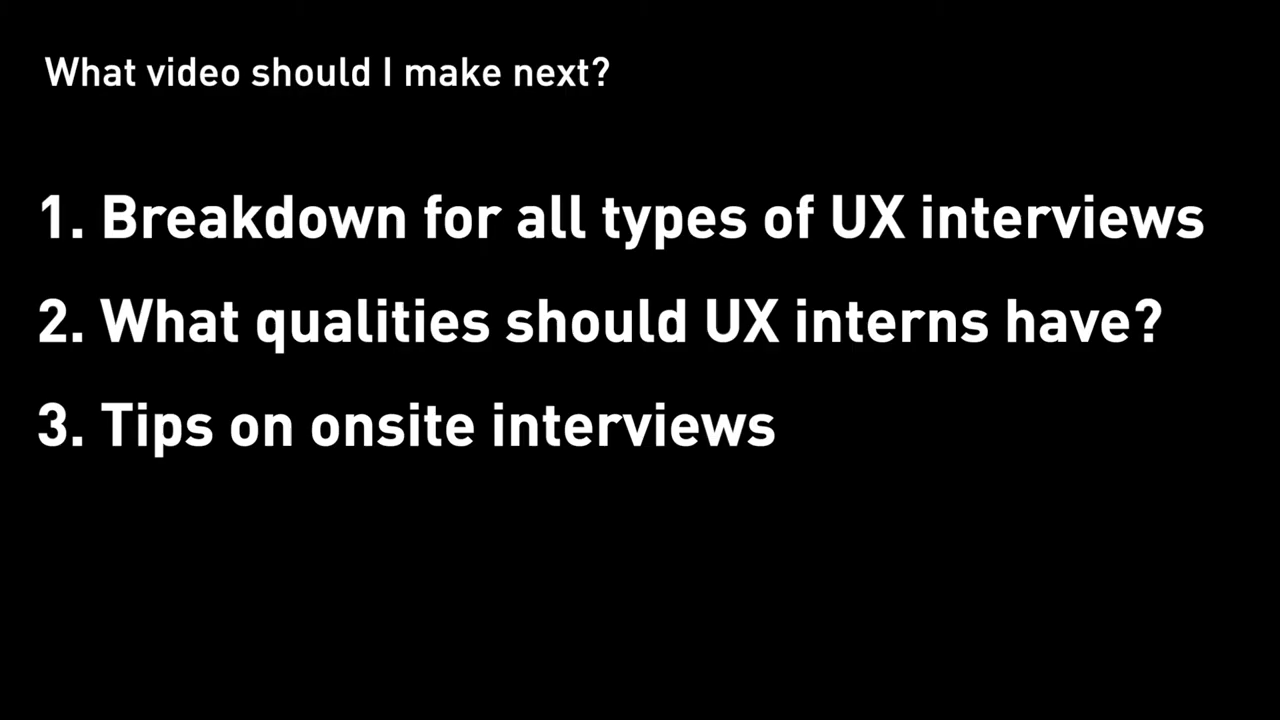 What video should I make next?
1. Breakdown for all types of UX interviews
2. What qualities should UX interns have?
3. Tips on onsite interviews